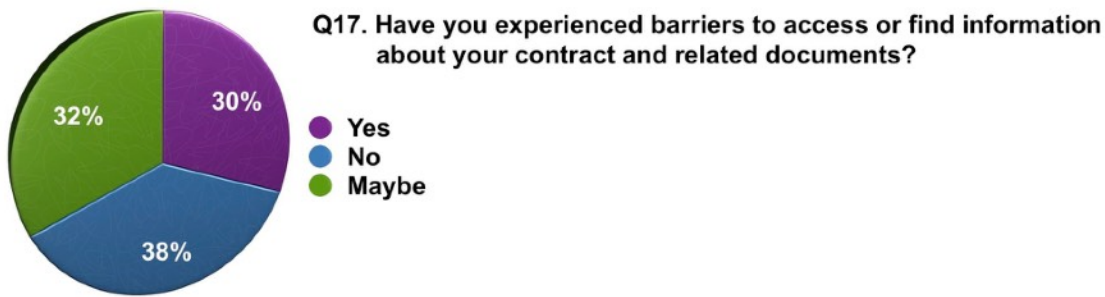 Q17. Have you experienced barriers to access or find information
about your contract and related documents?
32%
30%
38%
Yes
No
Maybe